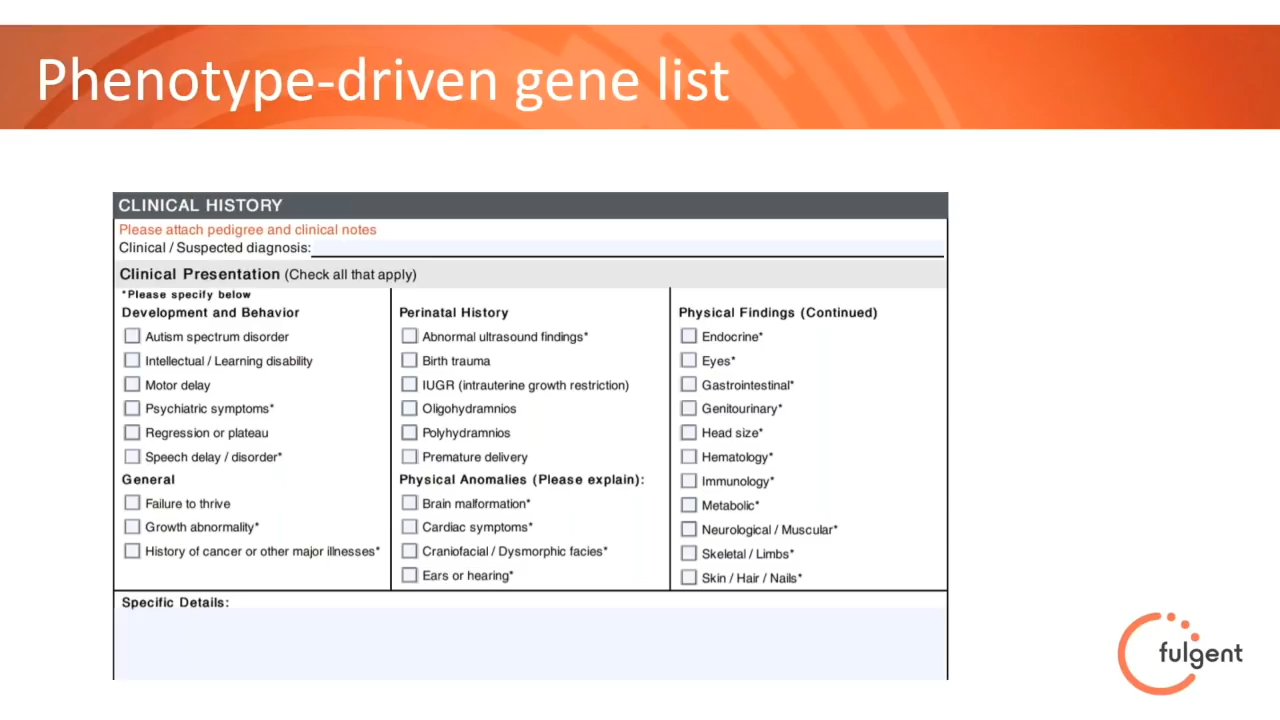 Phenotype-driven gene list
CLINICAL HISTORY
Please attach pedigree and clinical notes
Clinical / Suspected diagnosis:
Clinical Presentation (Check all that apply)
*Please specify below
Development and Behavior
Autism spectrum disorder
Intellectual / Learning disability
Motor delay
Psychiatric symptoms*
Regression or plateau
Speech delay / disorder*
General
Failure to thrive
Growth abnormality*
History of cancer or other major illnesses*
Perinatal History
Abnormal ultrasound findings*
Birth trauma
IUGR (intrauterine growth restriction)
Oligohydramnios
Polyhydramnios
Premature delivery
Physical Anomalies (Please explain):
Brain malformation*
Cardiac symptoms*
Craniofacial / Dysmorphic facies*
Ears or hearing*
Physical Findings (Continued)
Endocrine*
Eyes*
Gastrointestinal*
Genitourinary*
Head size*
Hematology*
Immunology*
Metabolic*
Neurological / Muscular*
Skeletal / Limbs*
Skin / Hair / Nails*
Specific Details:
fulgent